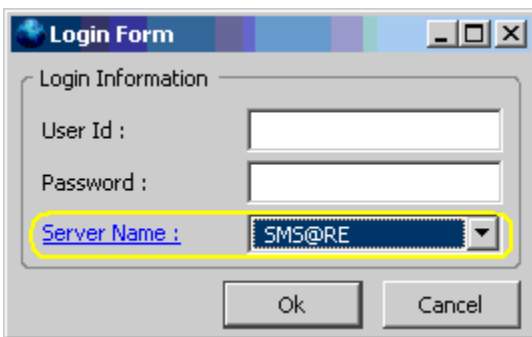 Login Form
Login Information
User Id :
Password :
Server Name : SMS@RE
Ok Cancel